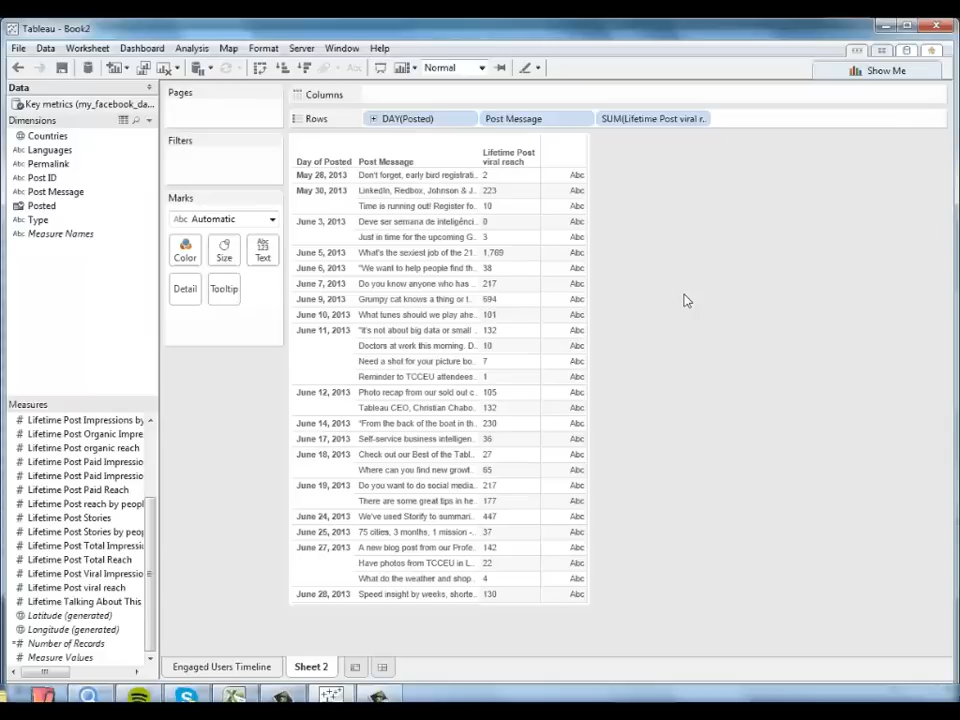 Tableau - Book2
File Data Worksheet Dashboard Analysis Map Format Server Window Help
Normal
Show Me
Data
Key metrics (my_facebook_da...
Dimensions
Countries
Abc Languages
Abc Permalink
Abc Post ID
Abc Post Message
Posted
Abc Type
Abc Measure Names
Measures
# Lifetime Post Impressions by
# Lifetime Post Organic Impre
# Lifetime Post organic reach
# Lifetime Post Paid Impressio
# Lifetime Post Paid Impressio
# Lifetime Post Paid Reach
# Lifetime Post reach by peopl
# Lifetime Post Stories
# Lifetime Post Stories by peop
# Lifetime Post Total Impressi
# Lifetime Post Total Reach
# Lifetime Post Viral Impressio
# Lifetime Post viral reach
# Lifetime Talking About This
Latitude (generated)
Longitude (generated)
=# Number of Records
# Measure Values
Pages
Filters
Marks
Abc Automatic
Color Size Abc 123 Text
Detail Tooltip
Columns
Rows DAY(Posted) Post Message SUM(Lifetime Post viral r..
Day of Posted Post Message Lifetime Post viral reach
May 28, 2013 Don't forget, early bird registrati.. 2 Abc
May 30, 2013 LinkedIn, Redbox, Johnson & J.. 223 Abc
Time is running out! Register fo.. 10 Abc
June 3, 2013 Deve ser semana de inteligênci.. 0 Abc
Just in time for the upcoming G.. 3 Abc
June 5, 2013 What's the sexiest job of the 21.. 1,769 Abc
June 6, 2013 "We want to help people find th.. 38 Abc
June 7, 2013 Do you know anyone who has .. 217 Abc
June 9, 2013 Grumpy cat knows a thing or t.. 694 Abc
June 10, 2013 What tunes should we play ahe.. 101 Abc
June 11, 2013 "It's not about big data or small .. 132 Abc
Doctors at work this morning. D.. 10 Abc
Need a shot for your picture bo.. 7 Abc
Reminder to TCCEU attendees.. 1 Abc
June 12, 2013 Photo recap from our sold out c.. 105 Abc
Tableau CEO, Christian Chabo.. 132 Abc
June 14, 2013 "From the back of the boat in th.. 230 Abc
June 17, 2013 Self-service business intelligen.. 36 Abc
June 18, 2013 Check out our Best of the Tabl.. 27 Abc
Where can you find new growt.. 65 Abc
June 19, 2013 Do you want to do social media.. 217 Abc
There are some great tips in he.. 177 Abc
June 24, 2013 We've used Storify to summari.. 447 Abc
June 25, 2013 75 cities, 3 months, 1 mission -.. 37 Abc
June 27, 2013 A new blog post from our Profe.. 142 Abc
Have photos from TCCEU in L.. 22 Abc
What do the weather and shop.. 4 Abc
June 28, 2013 Speed insight by weeks, shorte.. 130 Abc
Engaged Users Timeline Sheet 2